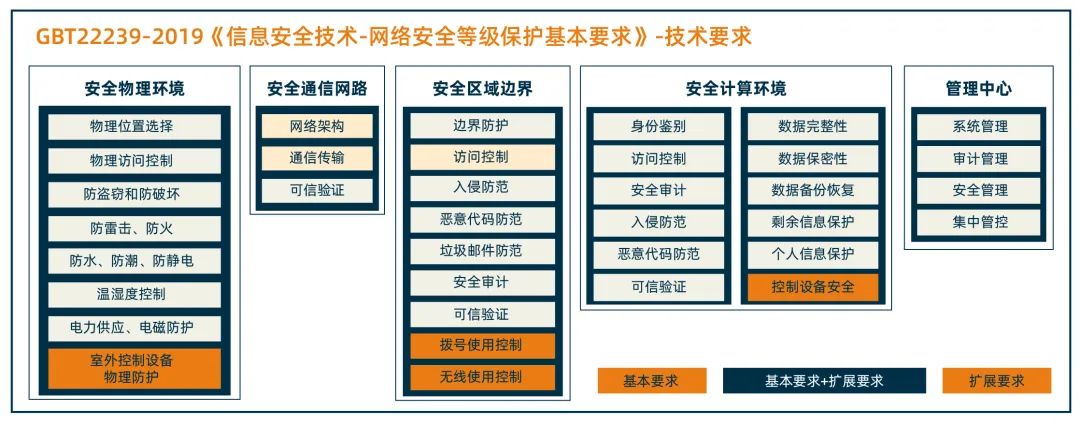 GBT22239-2019《信息安全技术-网络安全等级保护基本要求》-技术要求
安全物理环境
物理位置选择
物理访问控制
防盗窃和防破坏
防雷击、防火
防水、防潮、防静电
温湿度控制
电力供应、电磁防护
室外控制设备
物理防护
安全通信网路
网络架构
通信传输
可信验证
安全区域边界
边界防护
访问控制
入侵防范
恶意代码防范
垃圾邮件防范
安全审计
可信验证
拨号使用控制
无线使用控制
安全计算环境
身份鉴别
访问控制
安全审计
入侵防范
恶意代码防范
可信验证
数据完整性
数据保密性
数据备份恢复
剩余信息保护
个人信息保护
控制设备安全
管理中心
系统管理
审计管理
安全管理
集中管控
基本要求
基本要求+扩展要求
扩展要求